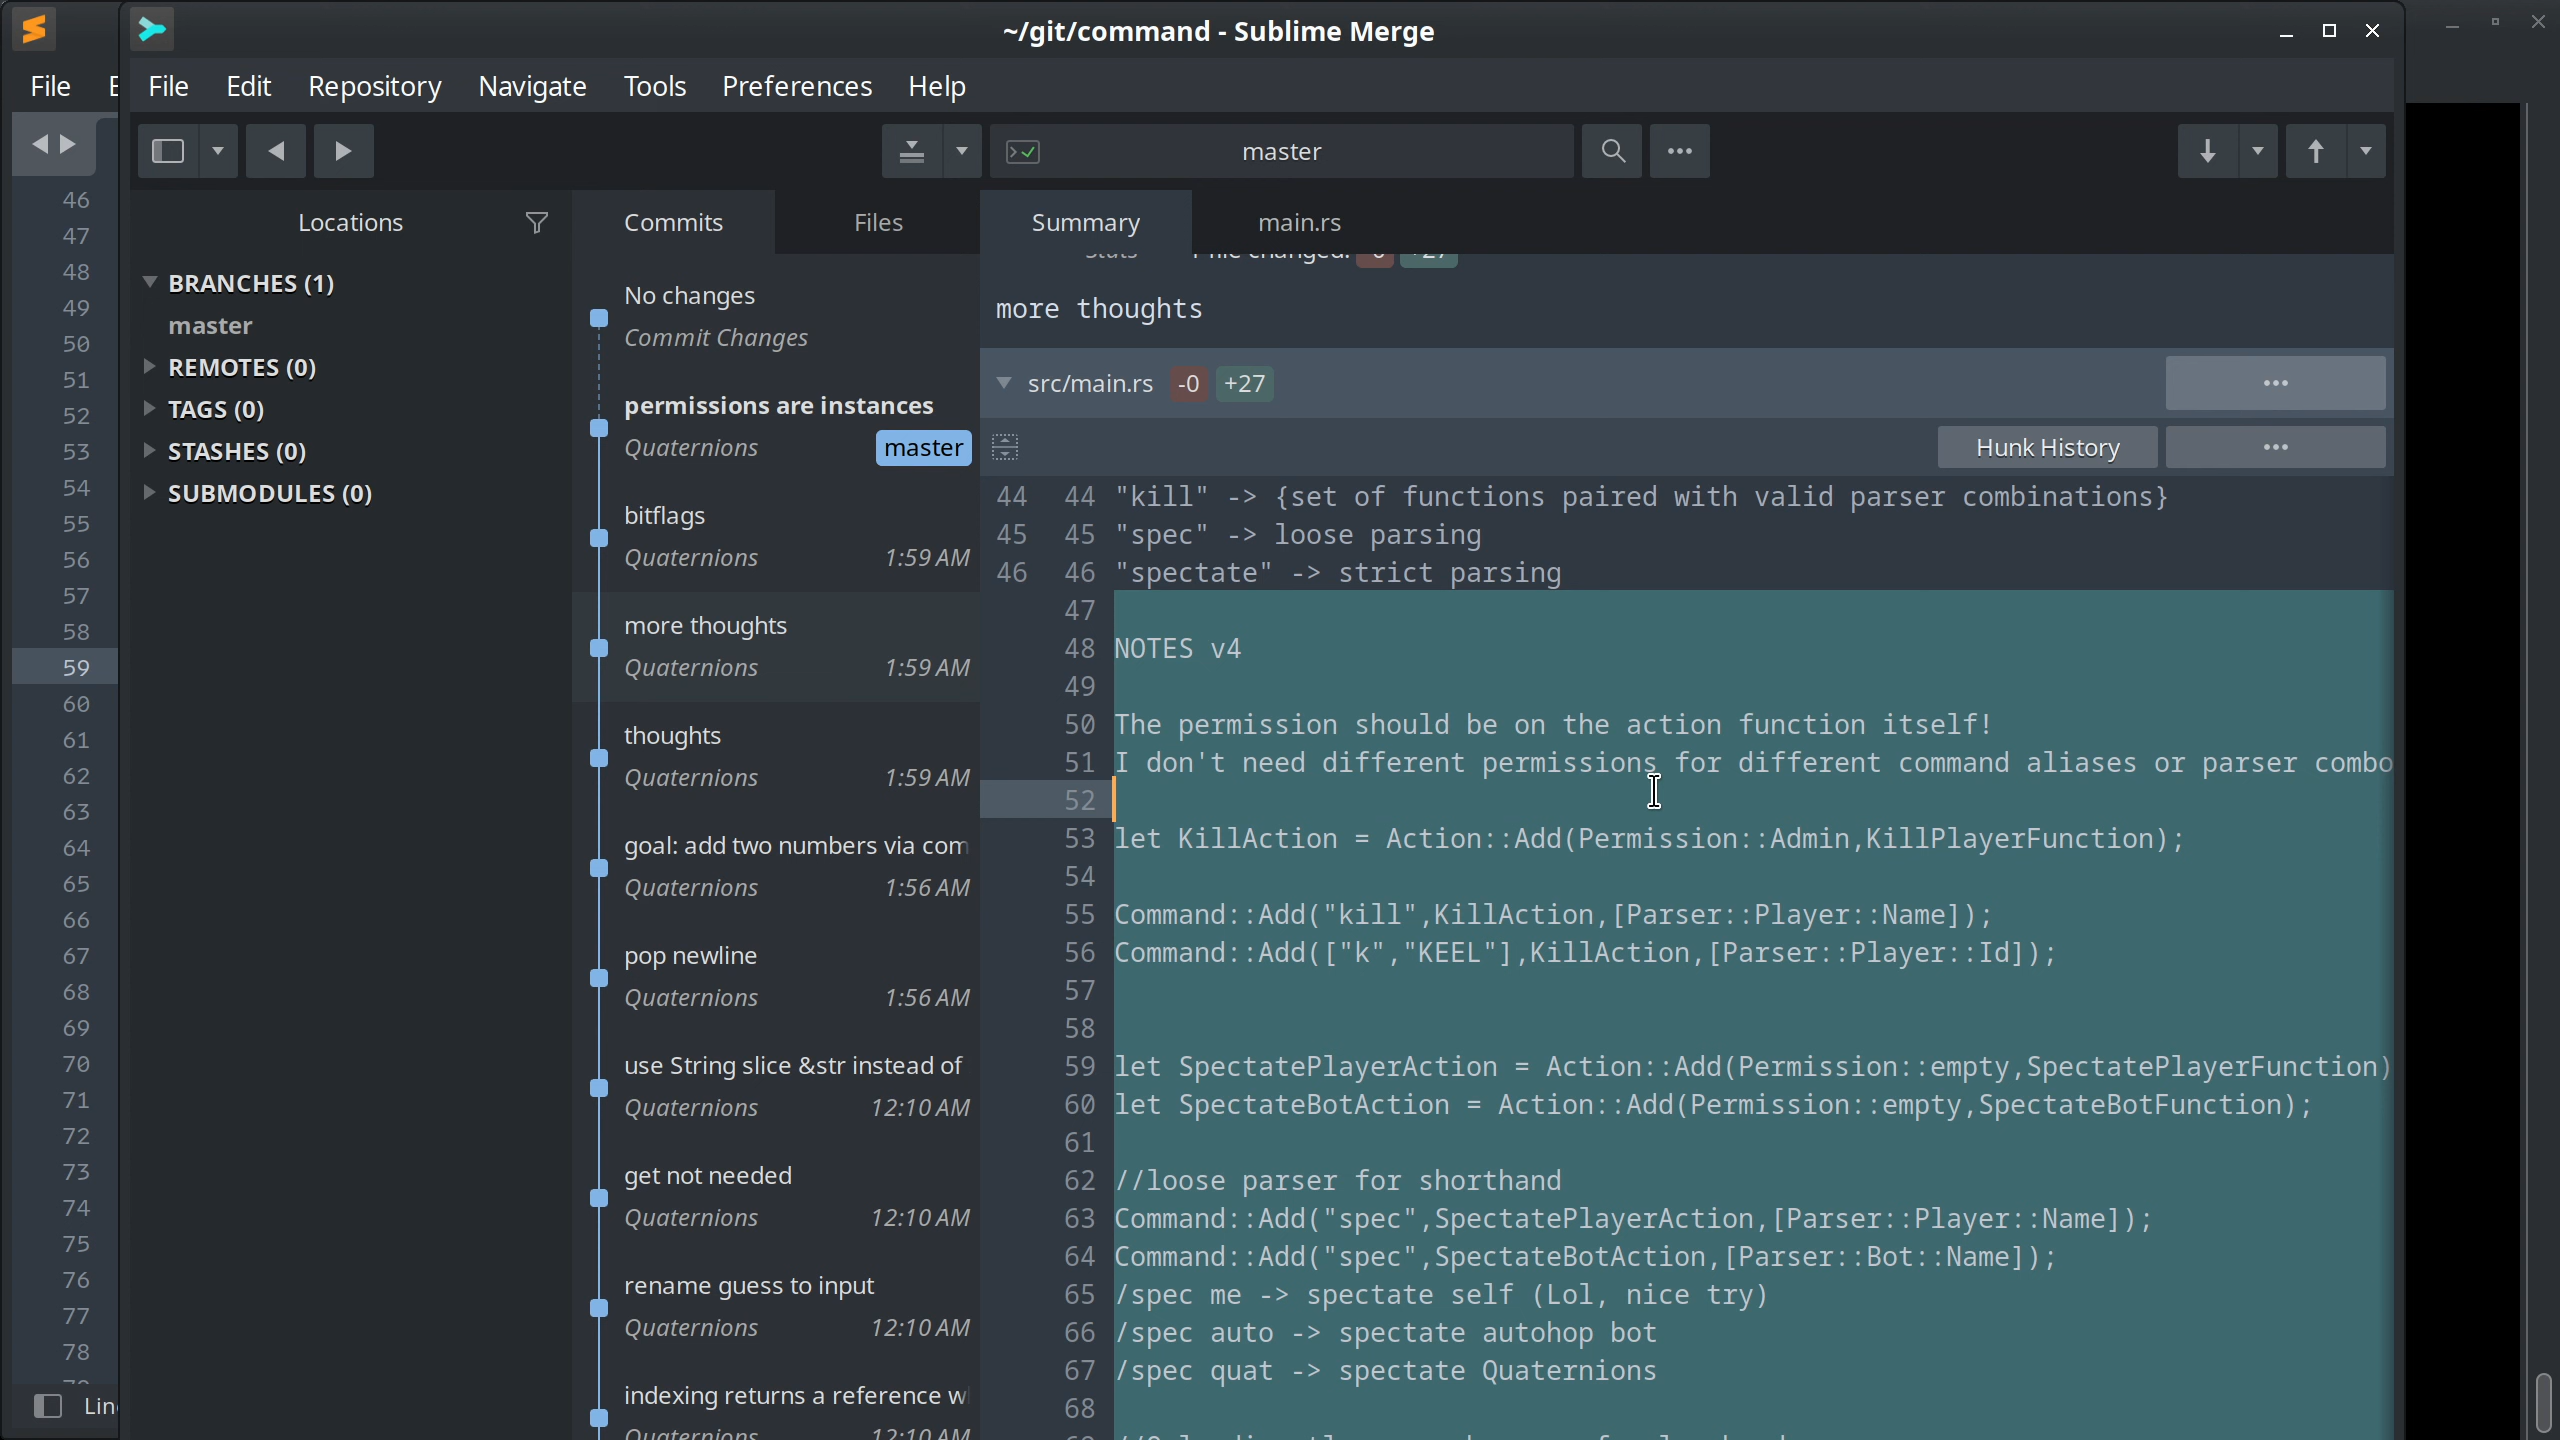 ~/git/command - Sublime Merge
File
File Edit Repository Navigate Tools Preferences Help
master
Locations
Commits
Files
Summary
main.rs
BRANCHES (1)
master
REMOTES (0)
TAGS (0)
STASHES (0)
SUBMODULES (0)
No changes
Commit Changes
permissions are instances
Quaternions master
bitflags
Quaternions 1:59 AM
more thoughts
Quaternions 1:59 AM
thoughts
Quaternions 1:59 AM
goal: add two numbers via com
Quaternions 1:56 AM
pop newline
Quaternions 1:56 AM
use String slice &str instead of
Quaternions 12:10 AM
get not needed
Quaternions 12:10 AM
rename guess to input
Quaternions 12:10 AM
indexing returns a reference w
Quaternions 12:10 AM
more thoughts
src/main.rs -0 +27
Hunk History
44 44 "kill" -> {set of functions paired with valid parser combinations}
45 45 "spec" -> loose parsing
46 46 "spectate" -> strict parsing
47
48 NOTES v4
49
50 The permission should be on the action function itself!
51 I don't need different permissions for different command aliases or parser combo
52
53 let KillAction = Action::Add(Permission::Admin,KillPlayerFunction);
54
55 Command::Add("kill",KillAction,[Parser::Player::Name]);
56 Command::Add(["k","KEEL"],KillAction,[Parser::Player::Id]);
57
58
59 let SpectatePlayerAction = Action::Add(Permission::empty,SpectatePlayerFunction)
60 let SpectateBotAction = Action::Add(Permission::empty,SpectateBotFunction);
61
62 //loose parser for shorthand
63 Command::Add("spec",SpectatePlayerAction,[Parser::Player::Name]);
64 Command::Add("spec",SpectateBotAction,[Parser::Bot::Name]);
65 /spec me -> spectate self (Lol, nice try)
66 /spec auto -> spectate autohop bot
67 /spec quat -> spectate Quaternions
68
46
47
48
49
50
51
52
53
54
55
56
57
58
59
60
61
62
63
64
65
66
67
68
69
70
71
72
73
74
75
76
77
78
Lin